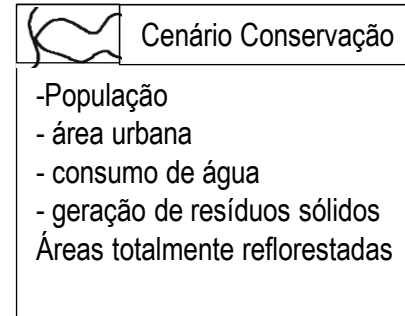 Cenário Conservação
-População
- área urbana
- consumo de água
- geração de resíduos sólidos
Áreas totalmente reflorestadas